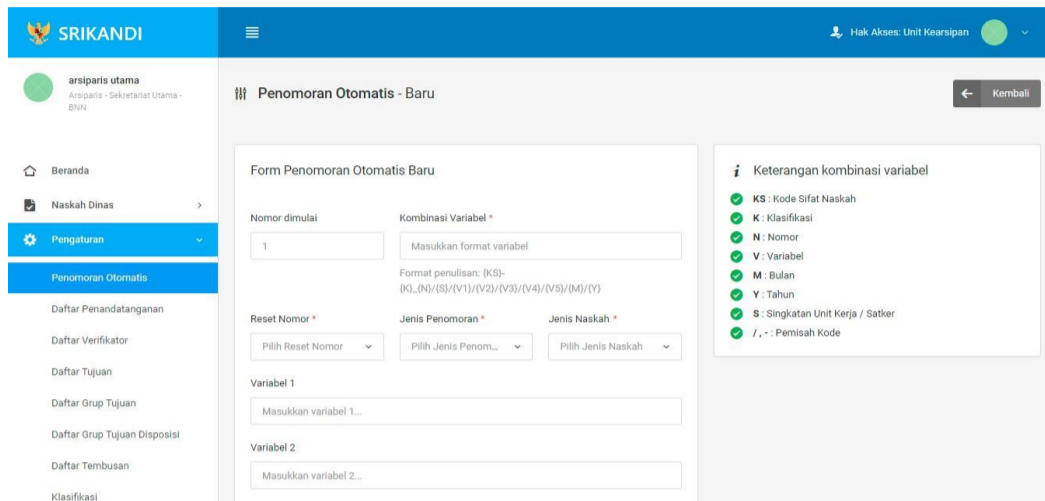 SRIKANDI
Hak Akses: Unit Kearsipan
arsiparis utama
Arsiparis - Sekretariat Utama -
BNN
Penomoran Otomatis - Baru
Kembali
Beranda
Naskah Dinas
Pengaturan
Penomoran Otomatis
Daftar Penandatanganan
Daftar Verifikator
Daftar Tujuan
Daftar Grup Tujuan
Daftar Grup Tujuan Disposisi
Daftar Tembusan
Klasifikasi
Form Penomoran Otomatis Baru
Nomor dimulai
1
Kombinasi Variabel *
Masukkan format variabel
Format penulisan: {KS}-
{K}_{N}/{S}/{V1}/{V2}/{V3}/{V4}/{V5}/{M}/{Y}
Reset Nomor *
Pilih Reset Nomor
Jenis Penomoran *
Pilih Jenis Penom...
Jenis Naskah *
Pilih Jenis Naskah
Variabel 1
Masukkan variabel 1...
Variabel 2
Masukkan variabel 2...
i Keterangan kombinasi variabel
KS : Kode Sifat Naskah
K : Klasifikasi
N : Nomor
V : Variabel
M : Bulan
Y : Tahun
S : Singkatan Unit Kerja / Satker
/ , - : Pemisah Kode